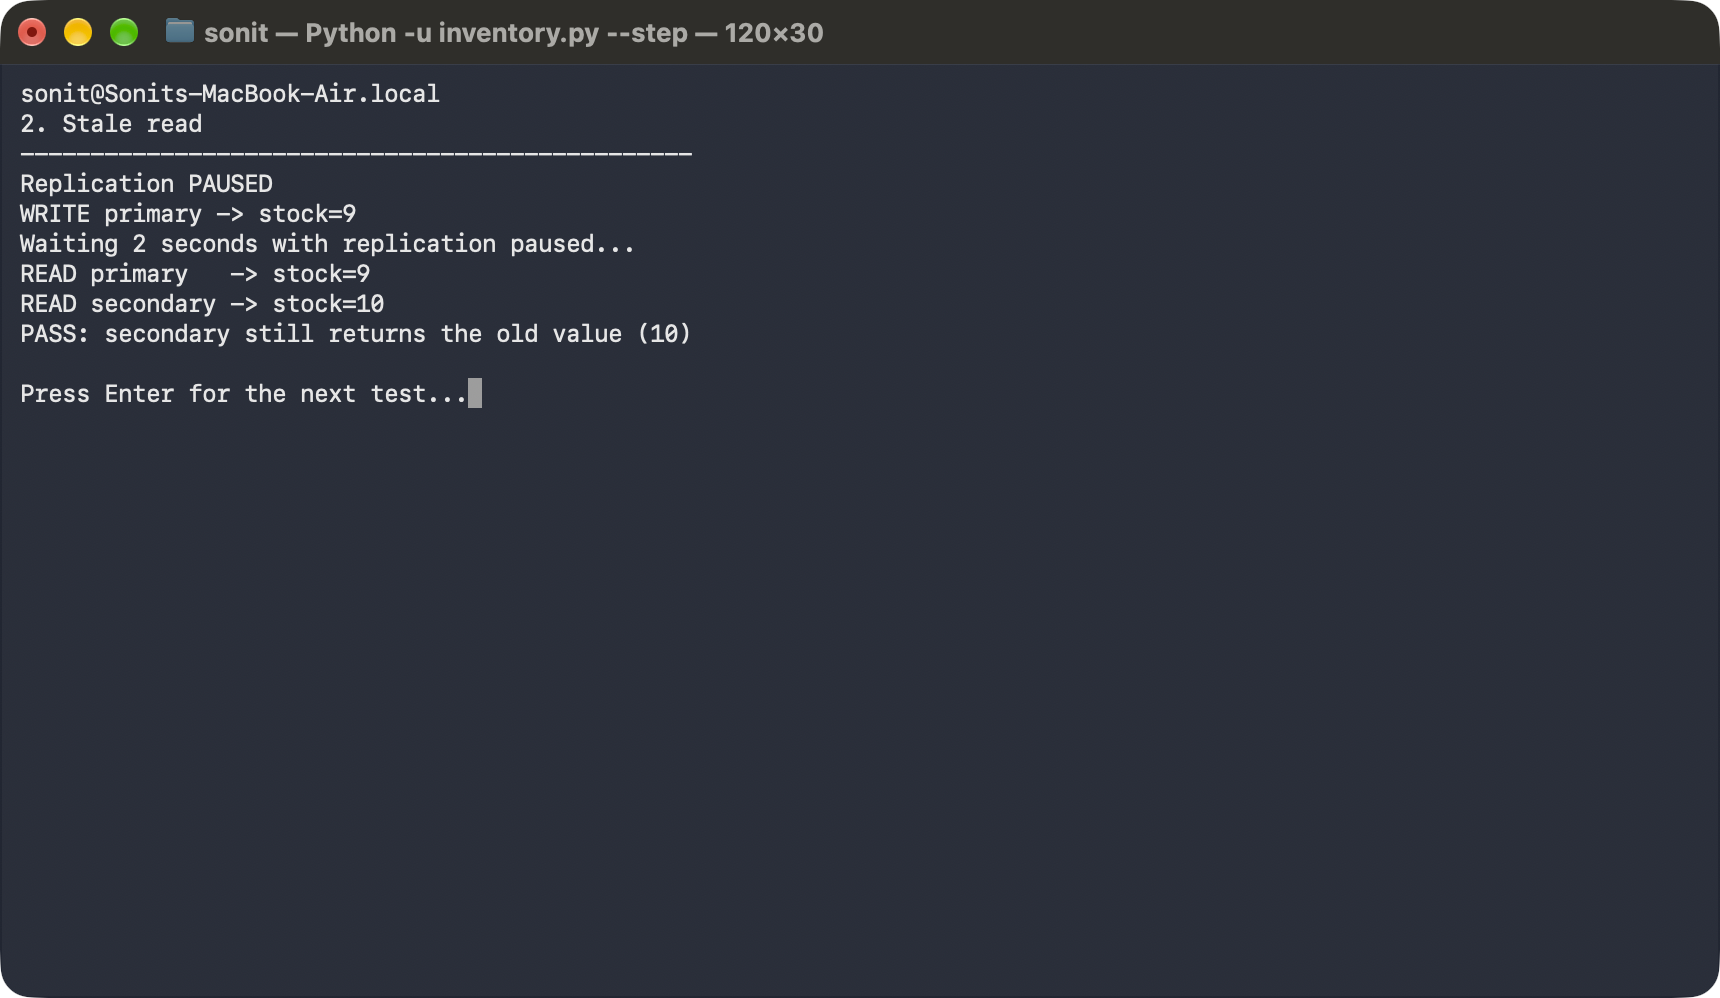 sonit — Python -u inventory.py --step — 120×30
sonit@Sonits-MacBook-Air.local
2. Stale read
------------------------------------------------
Replication PAUSED
WRITE primary -> stock=9
Waiting 2 seconds with replication paused...
READ primary   -> stock=9
READ secondary -> stock=10
PASS: secondary still returns the old value (10)
Press Enter for the next test...